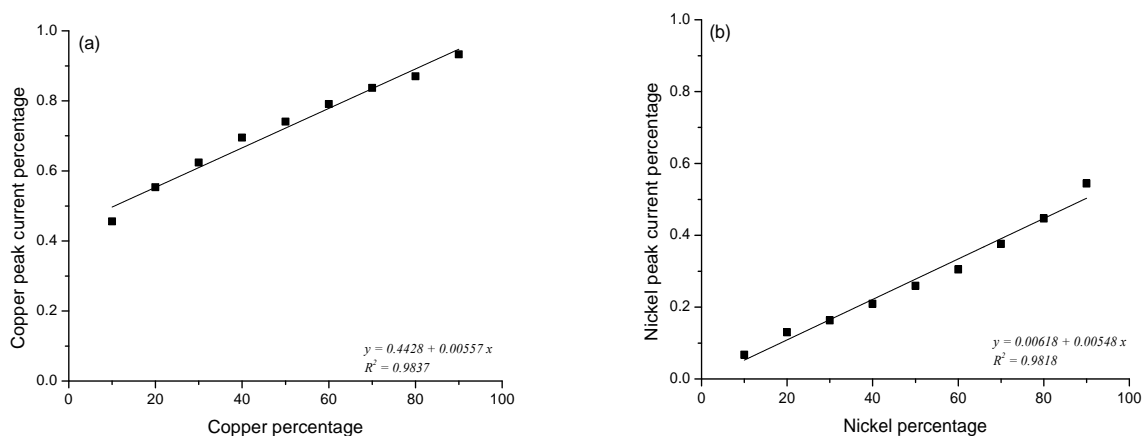 (a)
Copper peak current percentage
1.0
0.8
0.6
0.4
0.2
0.0
0
20
40
60
80
100
Copper percentage
y = 0.4428 + 0.00557 x
R² = 0.9837
(b)
Nickel peak current percentage
1.0
0.8
0.6
0.4
0.2
0.0
0
20
40
60
80
100
Nickel percentage
y = 0.00618 + 0.00548 x
R² = 0.9818